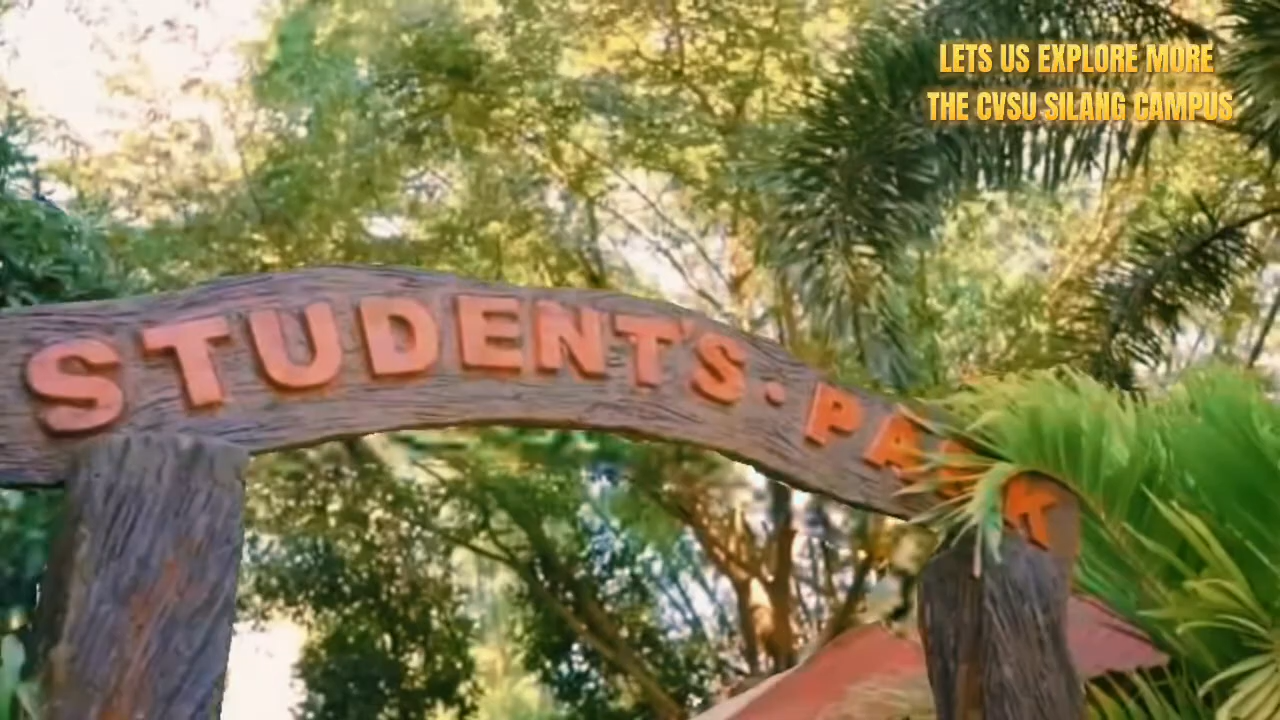 LETS US EXPLORE MORE
THE CVSU SILANG CAMPUS
STUDENT'S • PARK